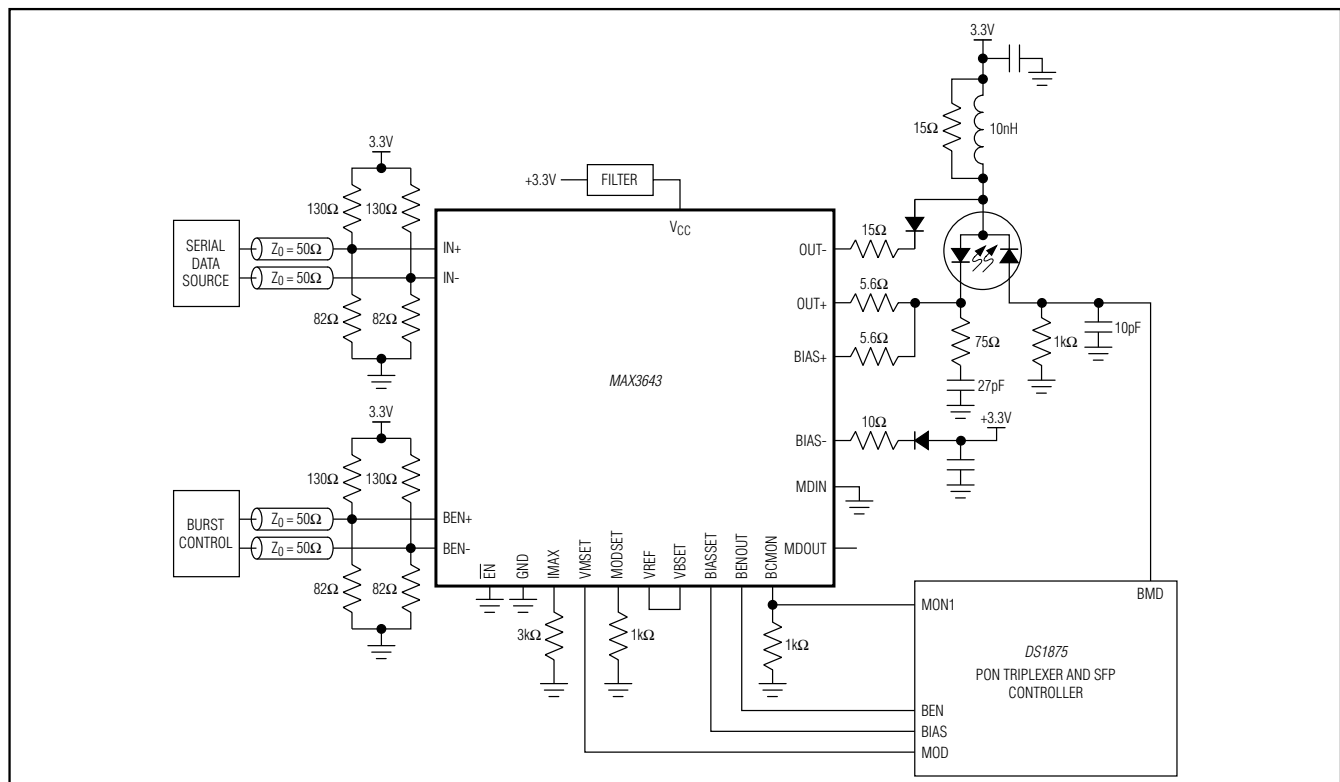 3.3V
15Ω
10nH
3.3V
130Ω
130Ω
+3.3V
FILTER
VCC
SERIAL
DATA
SOURCE
Z0 = 50Ω
Z0 = 50Ω
IN+
IN-
82Ω
82Ω
OUT-
15Ω
OUT+
5.6Ω
BIAS+
5.6Ω
75Ω
27pF
1kΩ
10pF
MAX3643
3.3V
130Ω
130Ω
BIAS-
10Ω
+3.3V
MDIN
MDOUT
BURST
CONTROL
Z0 = 50Ω
Z0 = 50Ω
BEN+
BEN-
82Ω
82Ω
EN
GND
IMAX
VMSET
MODSET
VREF
VBSET
BIASSET
BENOUT
BCMON
3kΩ
1kΩ
1kΩ
MON1
BMD
DS1875
PON TRIPLEXER AND SFP
CONTROLLER
BEN
BIAS
MOD